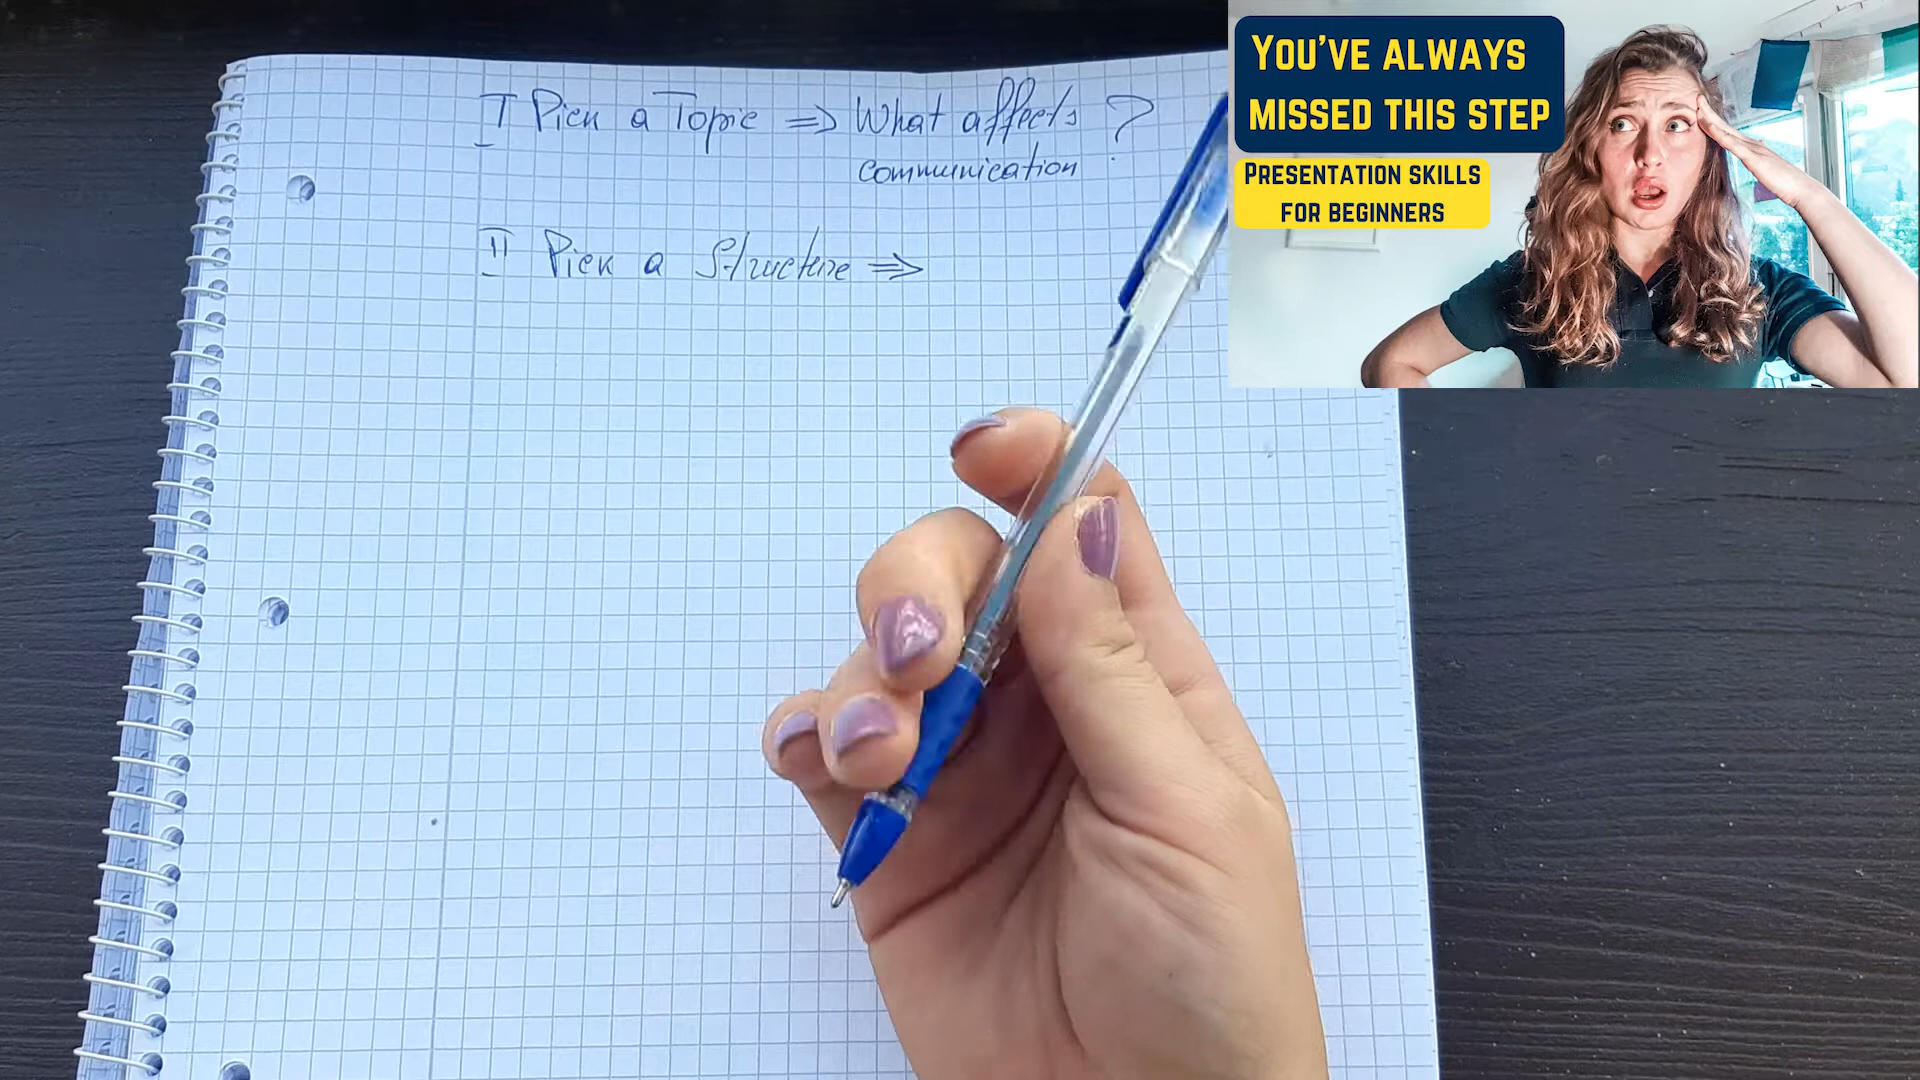 I Pick a Topic => What affects ?
communication
II Pick a Structure =>
YOU'VE ALWAYS
MISSED THIS STEP
PRESENTATION SKILLS
FOR BEGINNERS